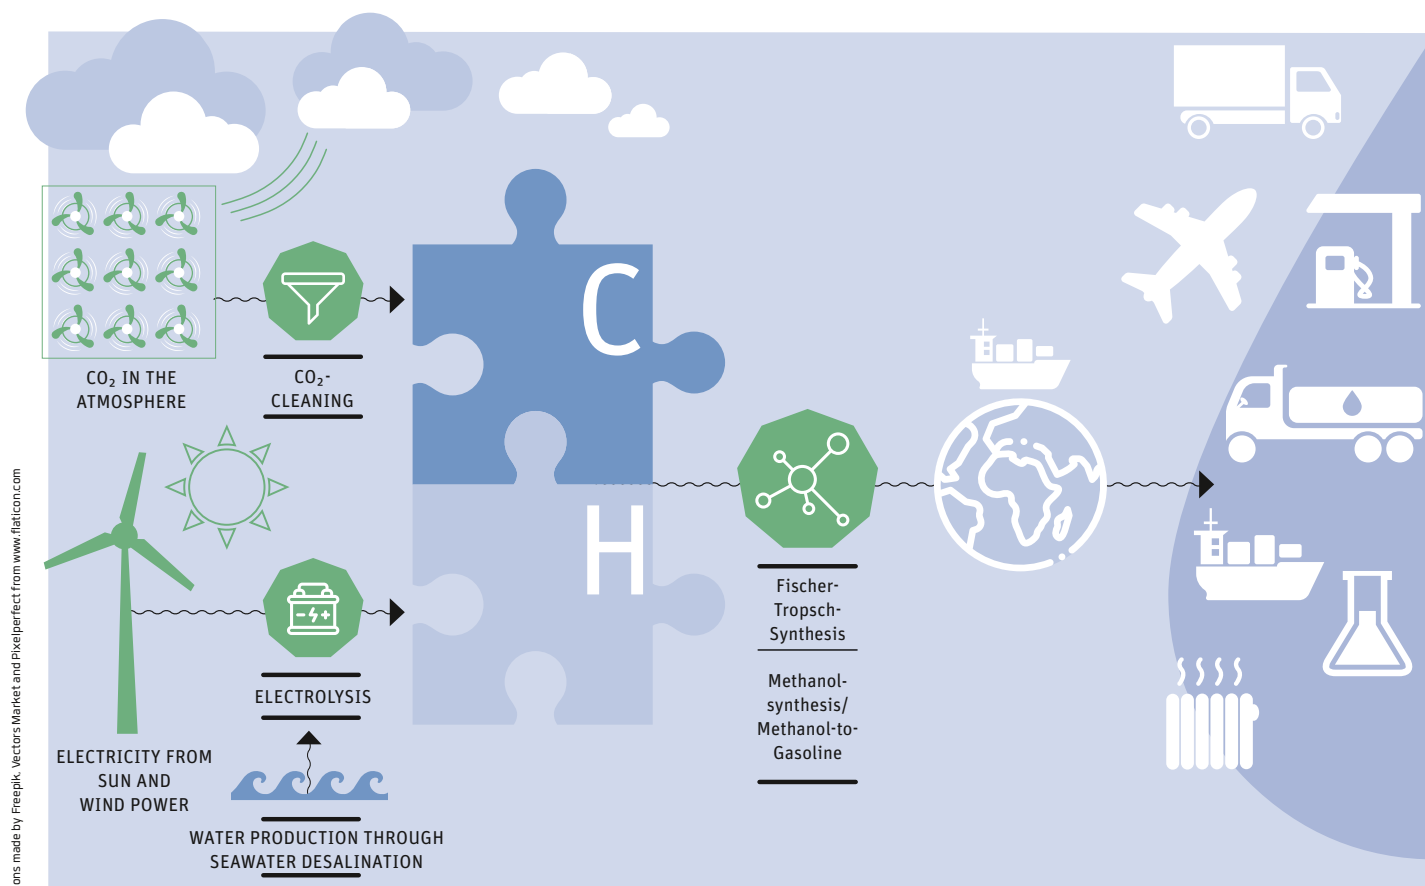 CO₂ IN THE
ATMOSPHERE
CO₂-
CLEANING
C
H
ELECTRICITY FROM
SUN AND
WIND POWER
ELECTROLYSIS
WATER PRODUCTION THROUGH
SEAWATER DESALINATION
Fischer-
Tropsch-
Synthesis
Methanol-
synthesis/
Methanol-to-
Gasoline
ons made by Freepik. Vectors Market and Pixelperfect from www.flaticon.com